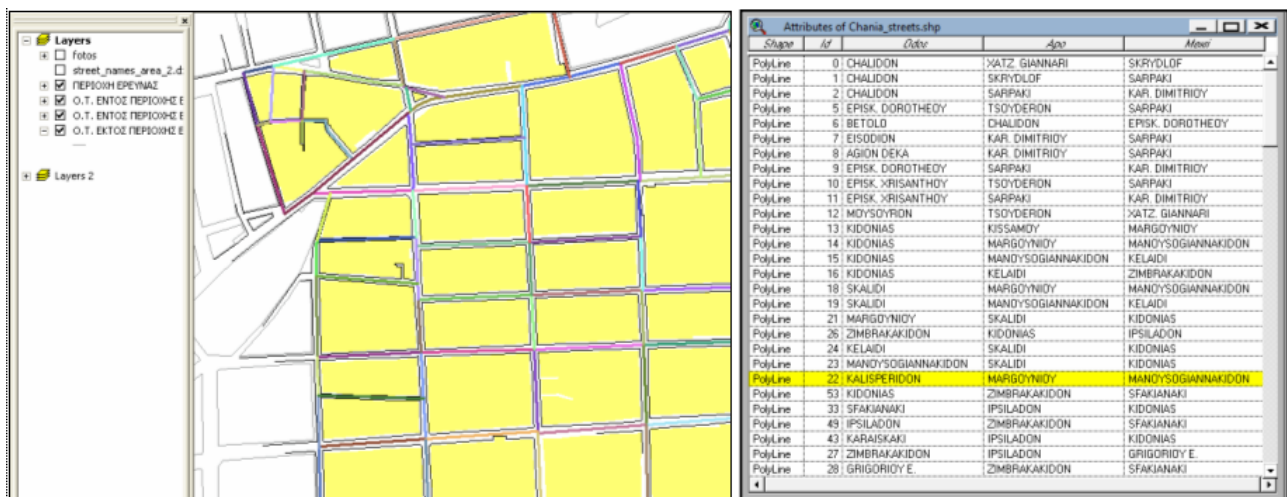 Layers
fotos
street_names_area_2.d
ΠΕΡΙΟΧΗ ΕΡΕΥΝΑΣ
Ο.Τ. ΕΝΤΟΣ ΠΕΡΙΟΧΗΣ Ε
Ο.Τ. ΕΝΤΟΣ ΠΕΡΙΟΧΗΣ Ε
Ο.Τ. ΕΚΤΟΣ ΠΕΡΙΟΧΗΣ Ε
Layers 2
Attributes of Chania_streets.shp
Shape Id Odos Apo Mexri
PolyLine 0 CHALIDON XATZ. GIANNARI SKRYDLOF
PolyLine 1 CHALIDON SKRYDLOF SARPAKI
PolyLine 2 CHALIDON SARPAKI KAR. DIMITRIOY
PolyLine 5 EPISK. DOROTHEOY TSOYDERON SARPAKI
PolyLine 6 BETOLO CHALIDON EPISK. DOROTHEOY
PolyLine 7 EISODION KAR. DIMITRIOY SARPAKI
PolyLine 8 AGION DEKA KAR. DIMITRIOY SARPAKI
PolyLine 9 EPISK. DOROTHEOY SARPAKI KAR. DIMITRIOY
PolyLine 10 EPISK. XRISANTHOY TSOYDERON SARPAKI
PolyLine 11 EPISK. XRISANTHOY SARPAKI KAR. DIMITRIOY
PolyLine 12 MOYSOYRON TSOYDERON XATZ. GIANNARI
PolyLine 13 KIDONIAS KISSAMOY MARGOYNIOY
PolyLine 14 KIDONIAS MARGOYNIOY MANOYSOGIANNAKIDON
PolyLine 15 KIDONIAS MANOYSOGIANNAKIDON KELAIDI
PolyLine 16 KIDONIAS KELAIDI ZIMBRAKAKIDON
PolyLine 18 SKALIDI MARGOYNIOY MANOYSOGIANNAKIDON
PolyLine 19 SKALIDI MANOYSOGIANNAKIDON KELAIDI
PolyLine 21 MARGOYNIOY SKALIDI KIDONIAS
PolyLine 26 ZIMBRAKAKIDON KIDONIAS IPSILADON
PolyLine 24 KELAIDI SKALIDI KIDONIAS
PolyLine 23 MANOYSOGIANNAKIDON SKALIDI KIDONIAS
PolyLine 22 KALISPERIDON MARGOYNIOY MANOYSOGIANNAKIDON
PolyLine 53 KIDONIAS ZIMBRAKAKIDON SFAKIANAKI
PolyLine 33 SFAKIANAKI IPSILADON KIDONIAS
PolyLine 49 IPSILADON ZIMBRAKAKIDON SFAKIANAKI
PolyLine 43 KARAISKAKI IPSILADON KIDONIAS
PolyLine 27 ZIMBRAKAKIDON IPSILADON GRIGORIOY E.
PolyLine 28 GRIGORIOY E. ZIMBRAKAKIDON SFAKIANAKI